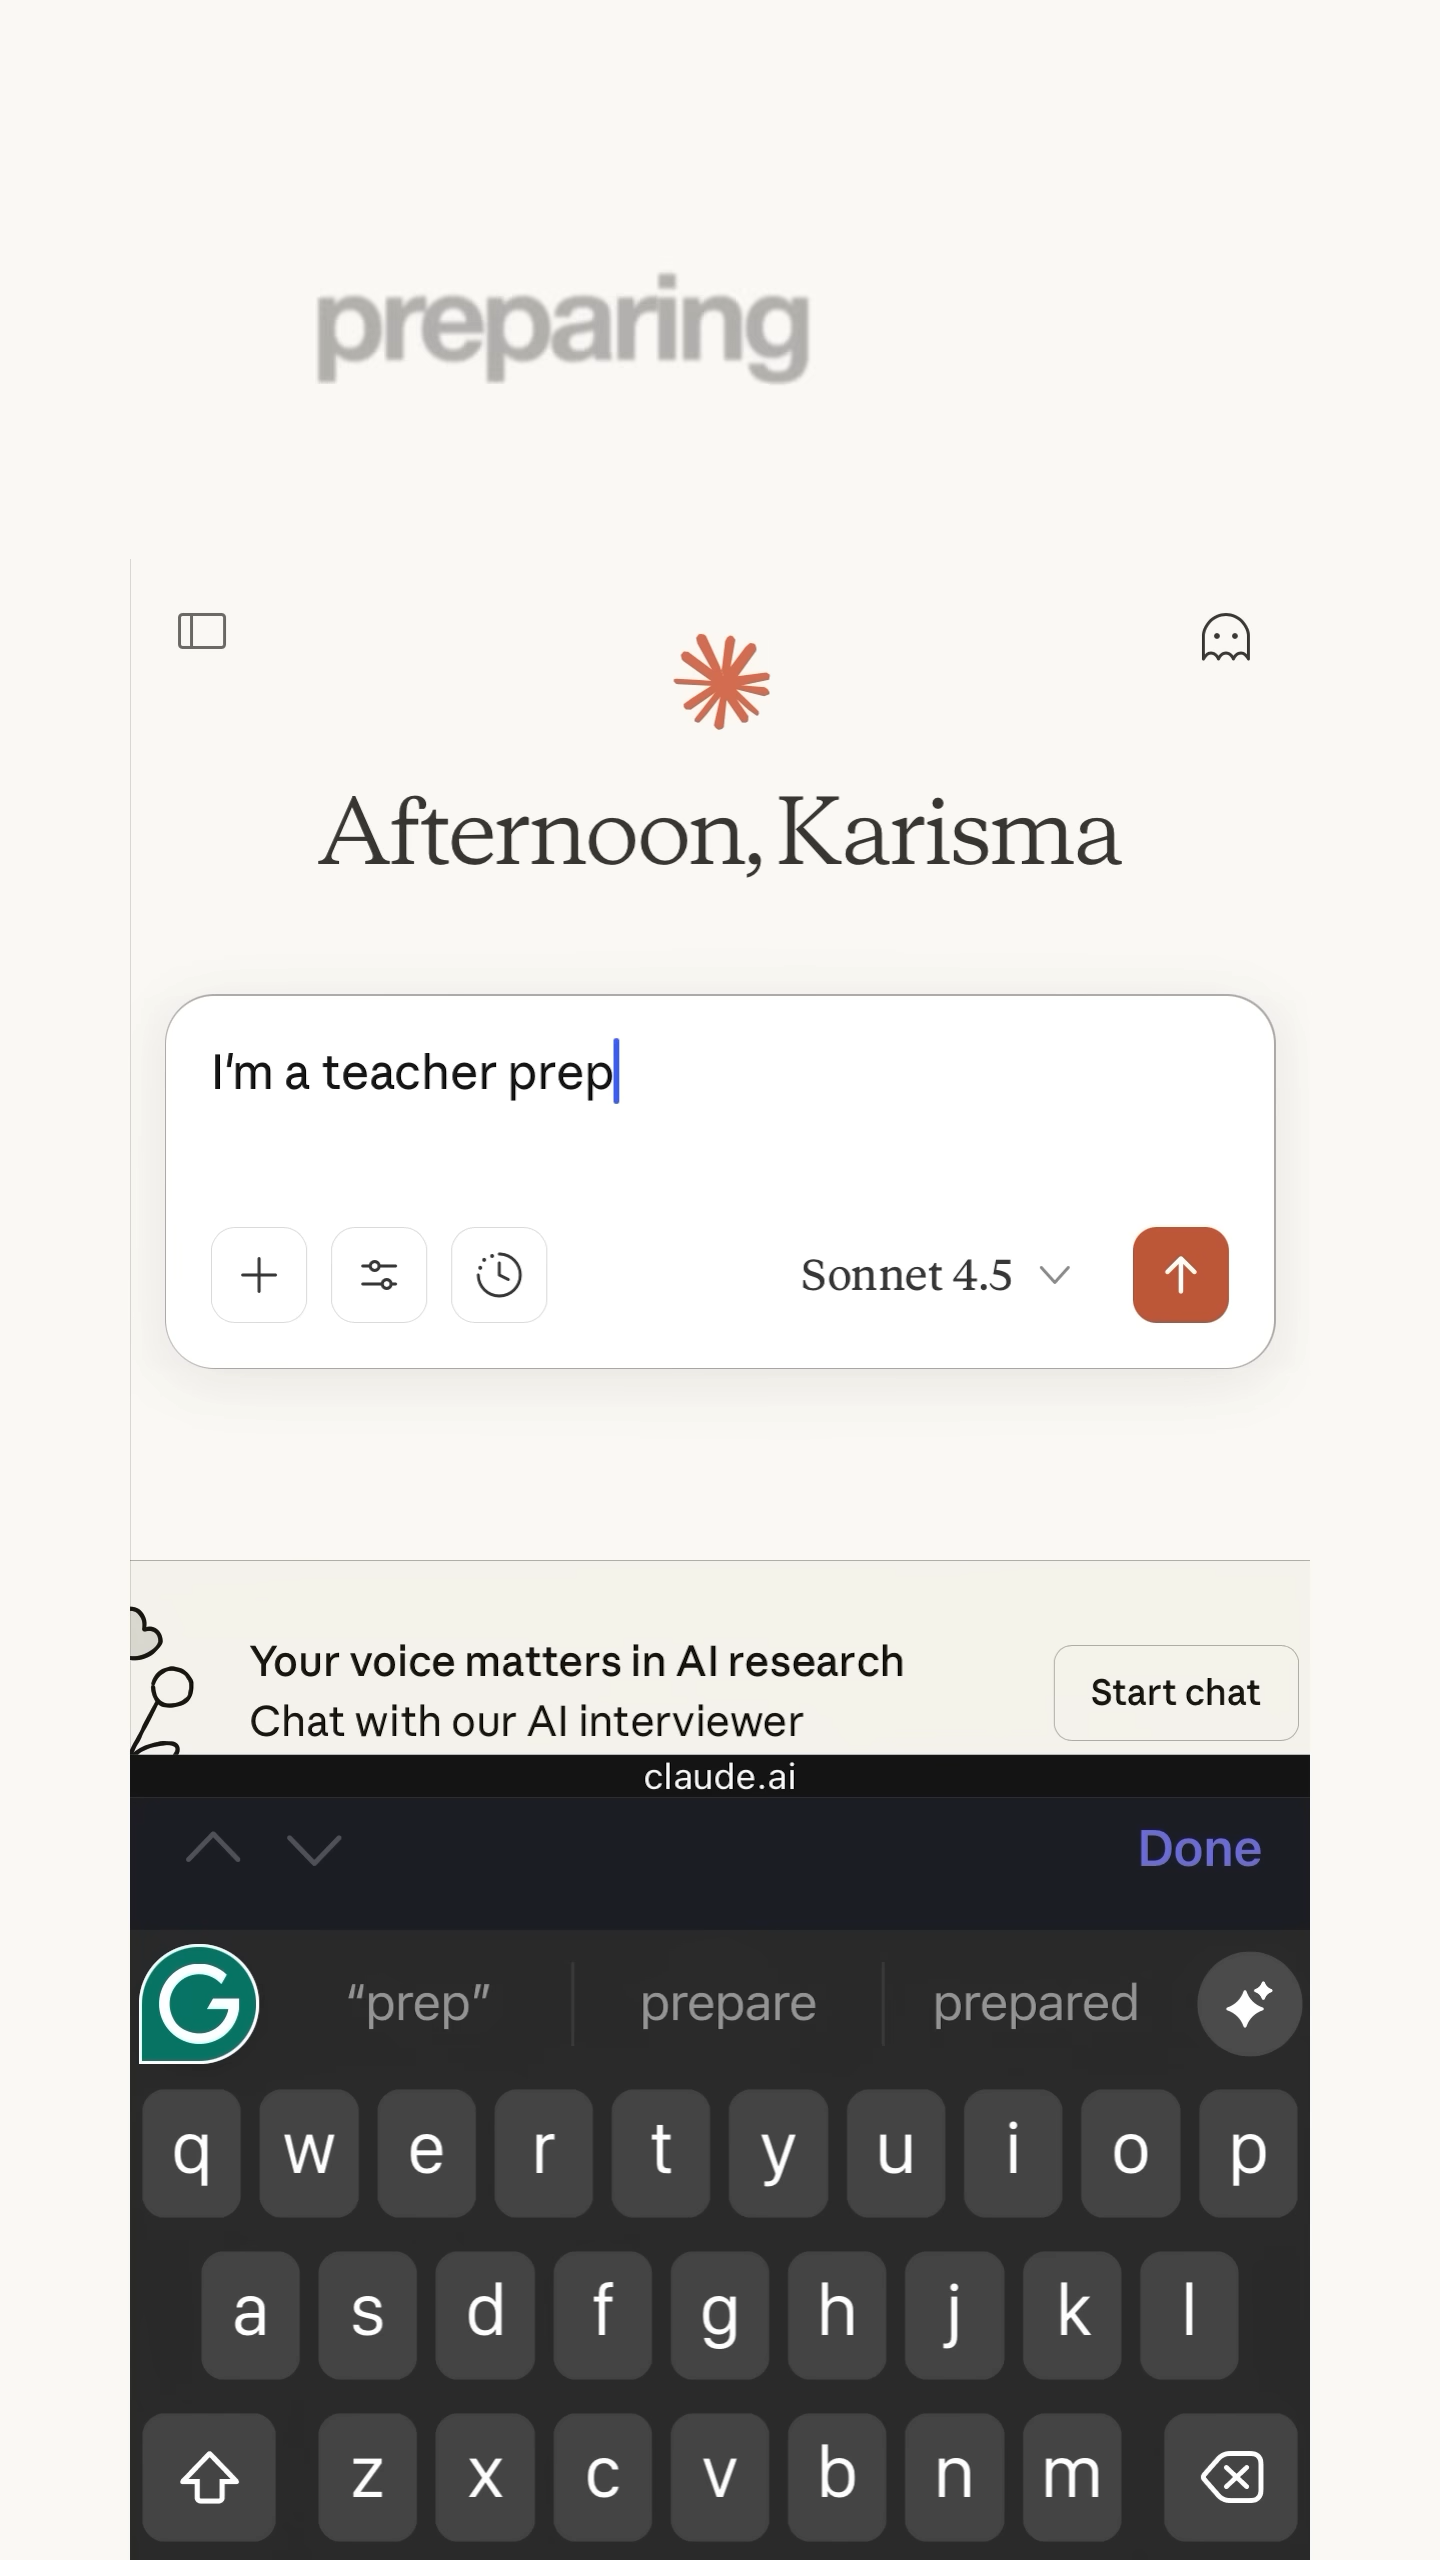 preparing
Afternoon, Karisma
I'm a teacher prep
Sonnet 4.5
Your voice matters in AI research
Start chat
Chat with our AI interviewer
claude.ai
Done
G
“prep” prepare prepared
q w e r t y u i o p
a s d f g h j k l
z x c v b n m